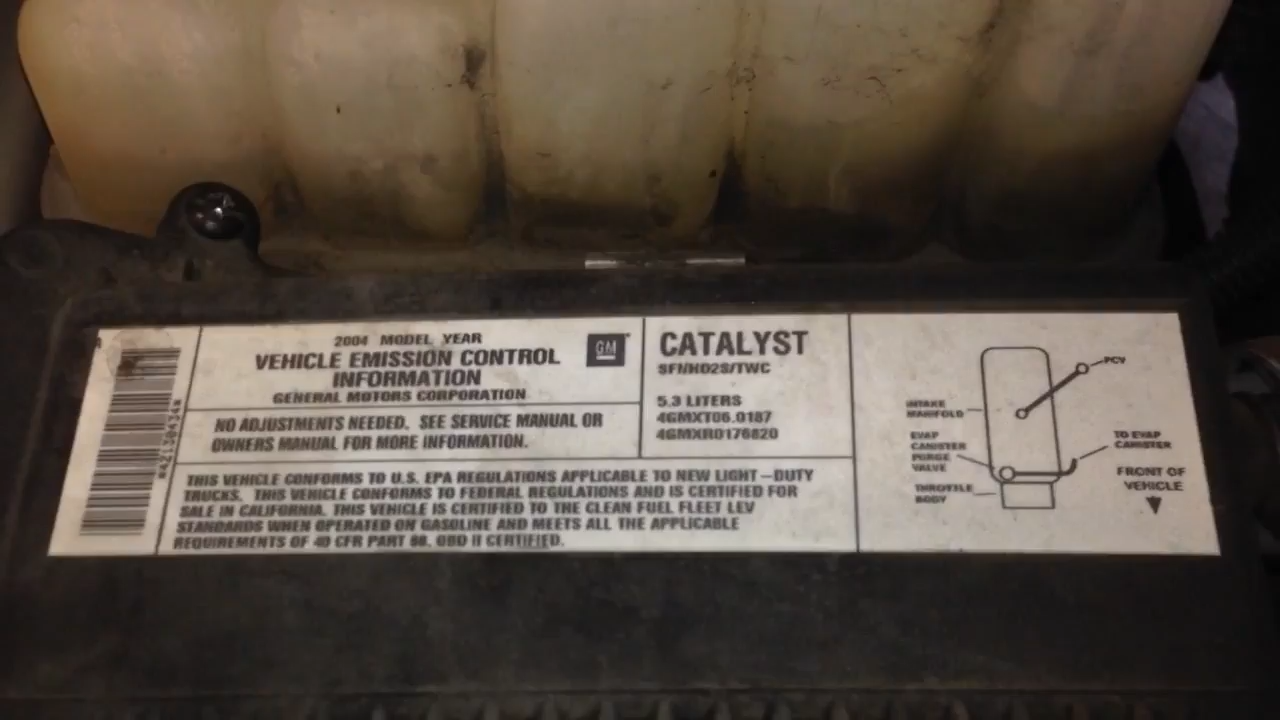 2004 MODEL YEAR
VEHICLE EMISSION CONTROL
INFORMATION
GENERAL MOTORS CORPORATION
GM
NO ADJUSTMENTS NEEDED. SEE SERVICE MANUAL OR
OWNERS MANUAL FOR MORE INFORMATION.
CATALYST
SFI/HO2S/TWC
5.3 LITERS
4GMXT06.0187
4GMXR0176820
THIS VEHICLE CONFORMS TO U.S. EPA REGULATIONS APPLICABLE TO NEW LIGHT-DUTY
TRUCKS. THIS VEHICLE CONFORMS TO FEDERAL REGULATIONS AND IS CERTIFIED FOR
SALE IN CALIFORNIA. THIS VEHICLE IS CERTIFIED TO THE CLEAN FUEL FLEET LEV
STANDARDS WHEN OPERATED ON GASOLINE AND MEETS ALL THE APPLICABLE
REQUIREMENTS OF 40 CFR PART 88. OBD II CERTIFIED.
PCV
INTAKE
MANIFOLD
EVAP
CANISTER
PURGE
VALVE
THROTTLE
BODY
TO EVAP
CANISTER
FRONT OF
VEHICLE